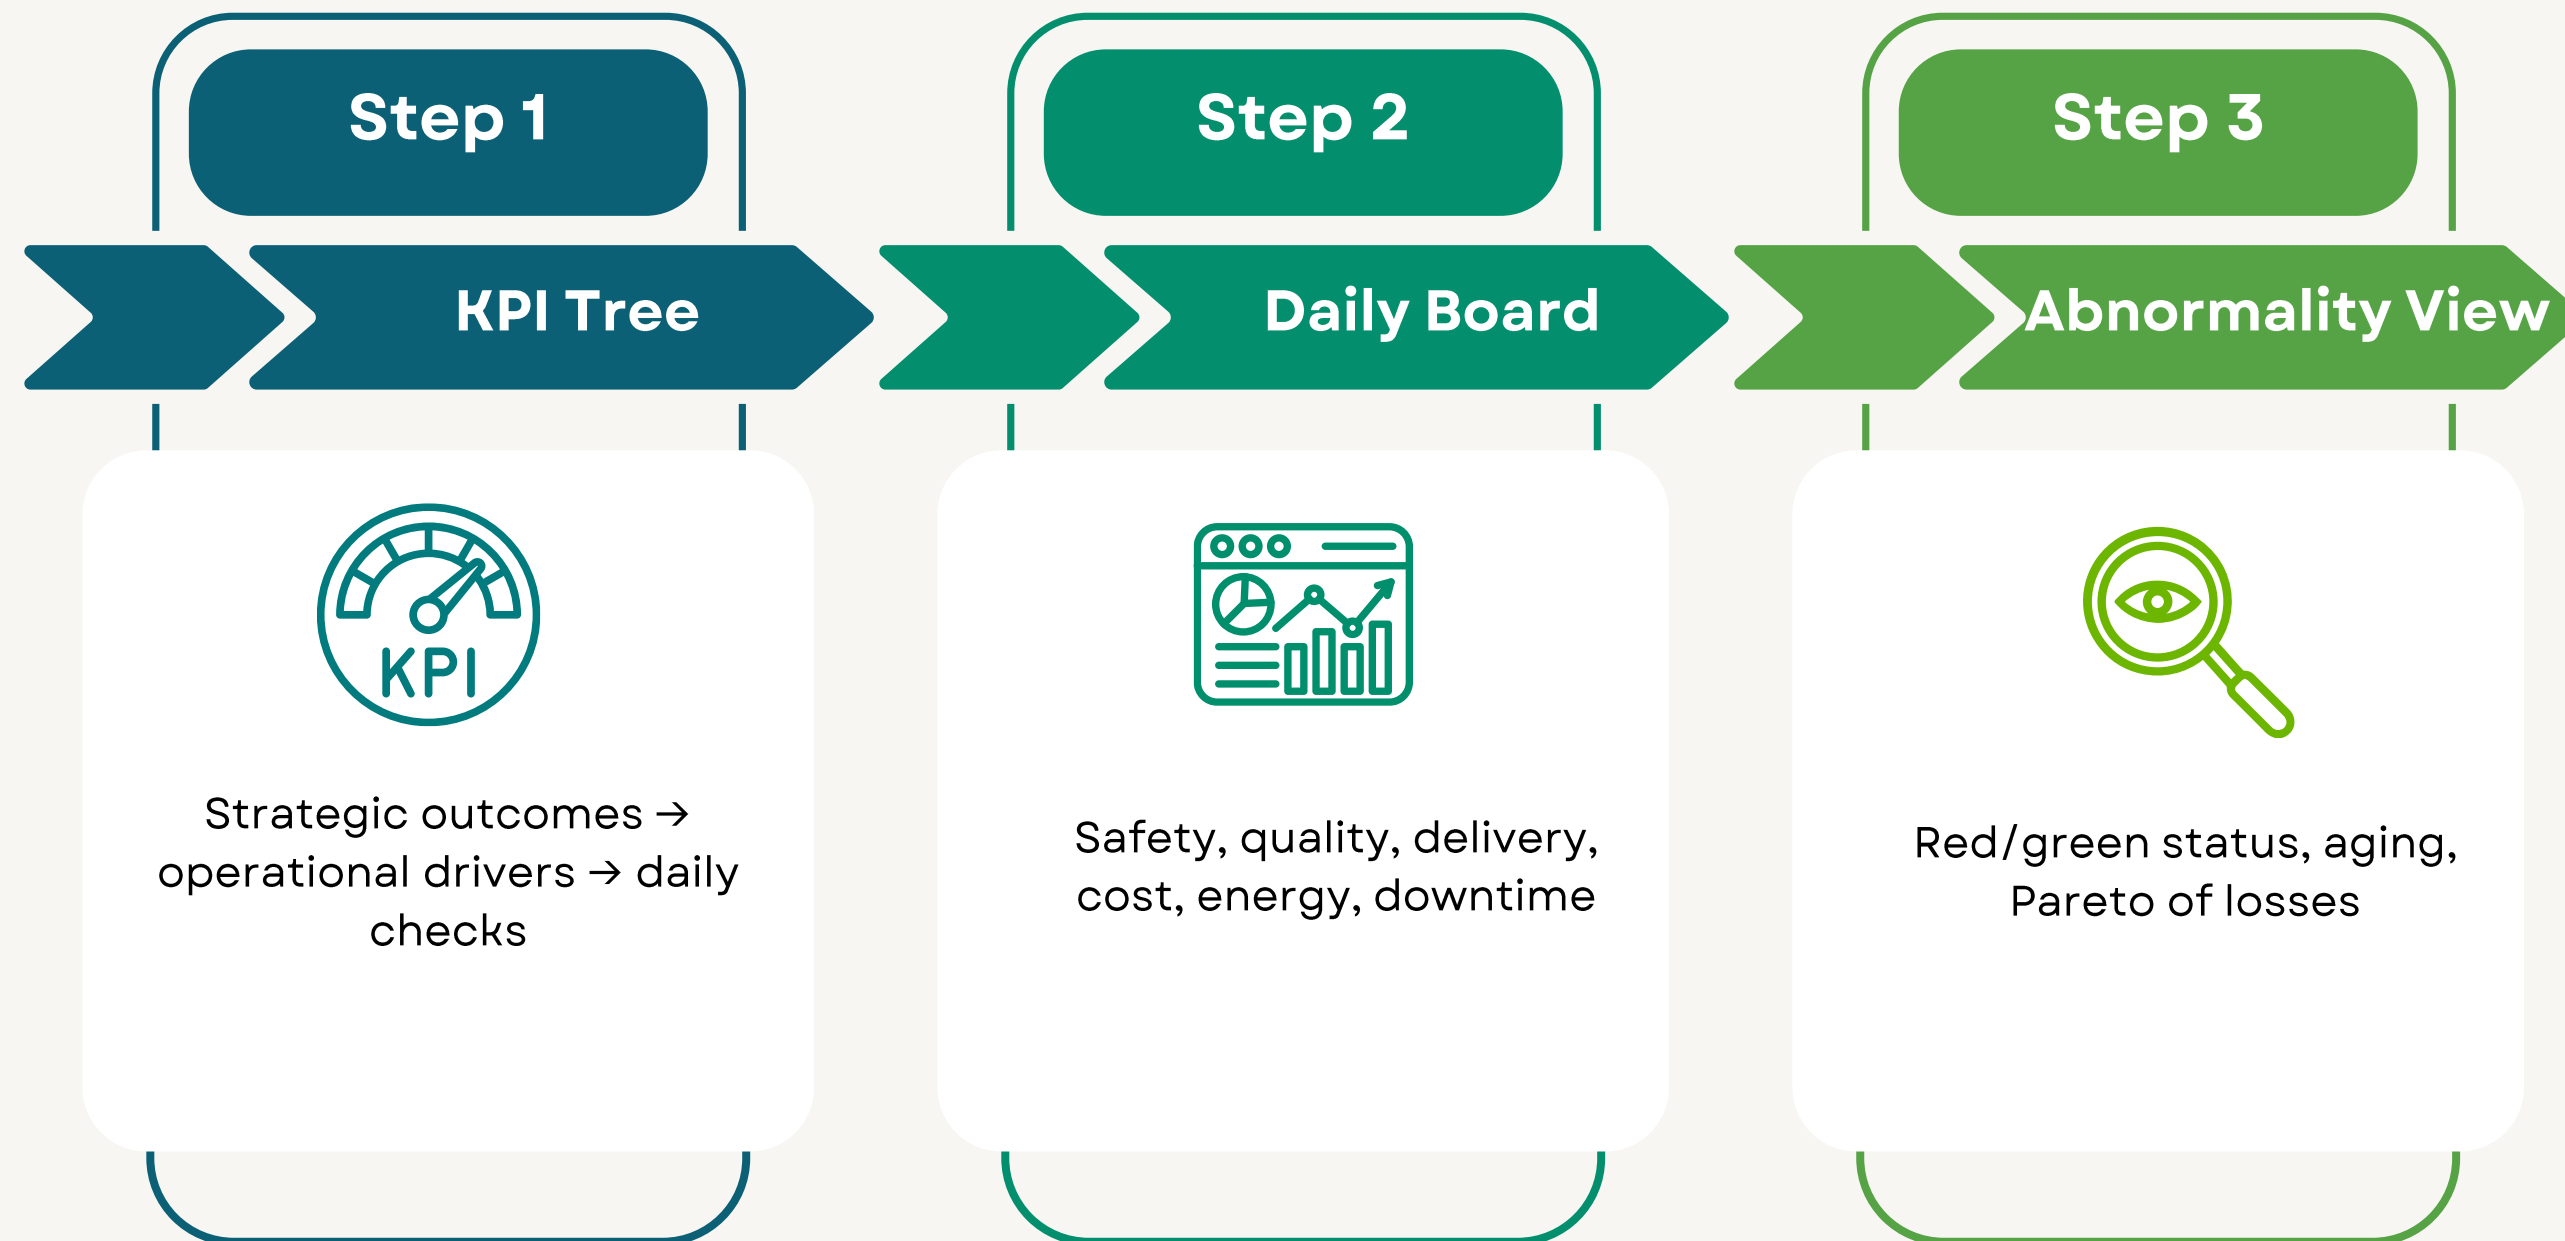 Step 1
KPI Tree
KPI
Strategic outcomes →
operational drivers → daily
checks
Step 2
Daily Board
Safety, quality, delivery,
cost, energy, downtime
Step 3
Abnormality View
Red/green status, aging,
Pareto of losses